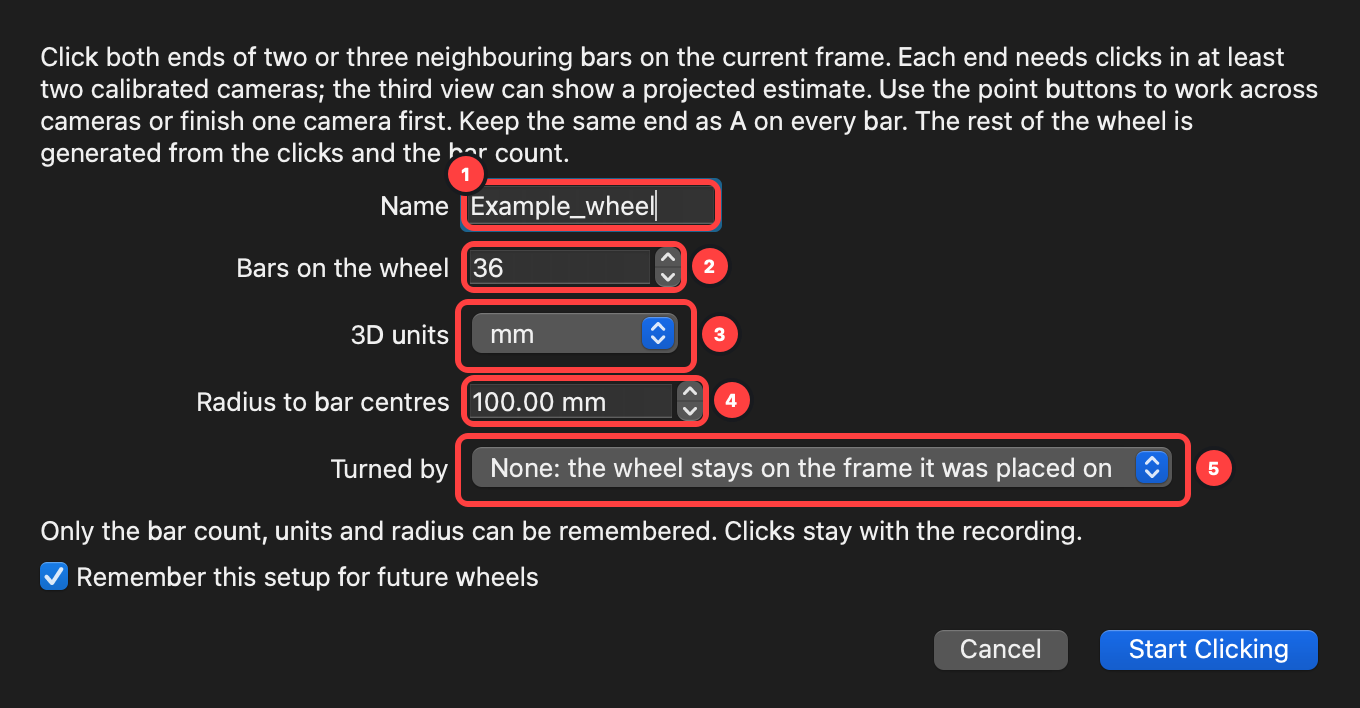 Click both ends of two or three neighbouring bars on the current frame. Each end needs clicks in at least
two calibrated cameras; the third view can show a projected estimate. Use the point buttons to work across
cameras or finish one camera first. Keep the same end as A on every bar. The rest of the wheel is
generated from the clicks and the bar count.
1
Name Example_wheel
Bars on the wheel 36 2
3D units mm 3
Radius to bar centres 100.00 mm 4
Turned by None: the wheel stays on the frame it was placed on 5
Only the bar count, units and radius can be remembered. Clicks stay with the recording.
Remember this setup for future wheels
Cancel Start Clicking